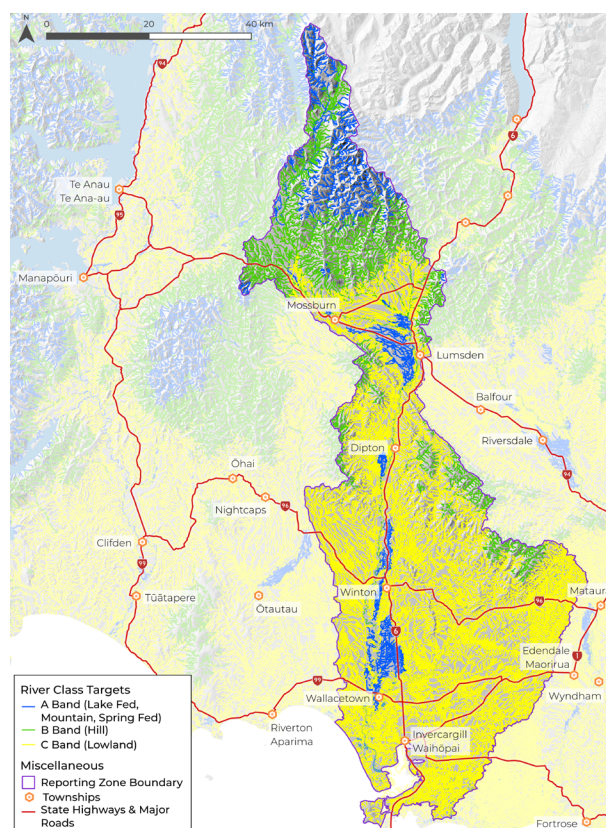 N
0
20
40 km
94
6
Te Anau
Te Ana-au
95
Manapōuri
Mossburn
Lumsden
Balfour
Riversdale
94
Dipton
Ōhai
Nightcaps
96
Clifden
99
Tūātapere
Ōtautau
Winton
96
Mataura
6
Edendale
Maorirua
1
99
Wallacetown
Wyndham
Riverton
Aparima
Invercargill
Waihōpai
Fortrose
River Class Targets
A Band (Lake Fed,
Mountain, Spring Fed)
B Band (Hill)
C Band (Lowland)
Miscellaneous
Reporting Zone Boundary
Townships
State Highways & Major
Roads